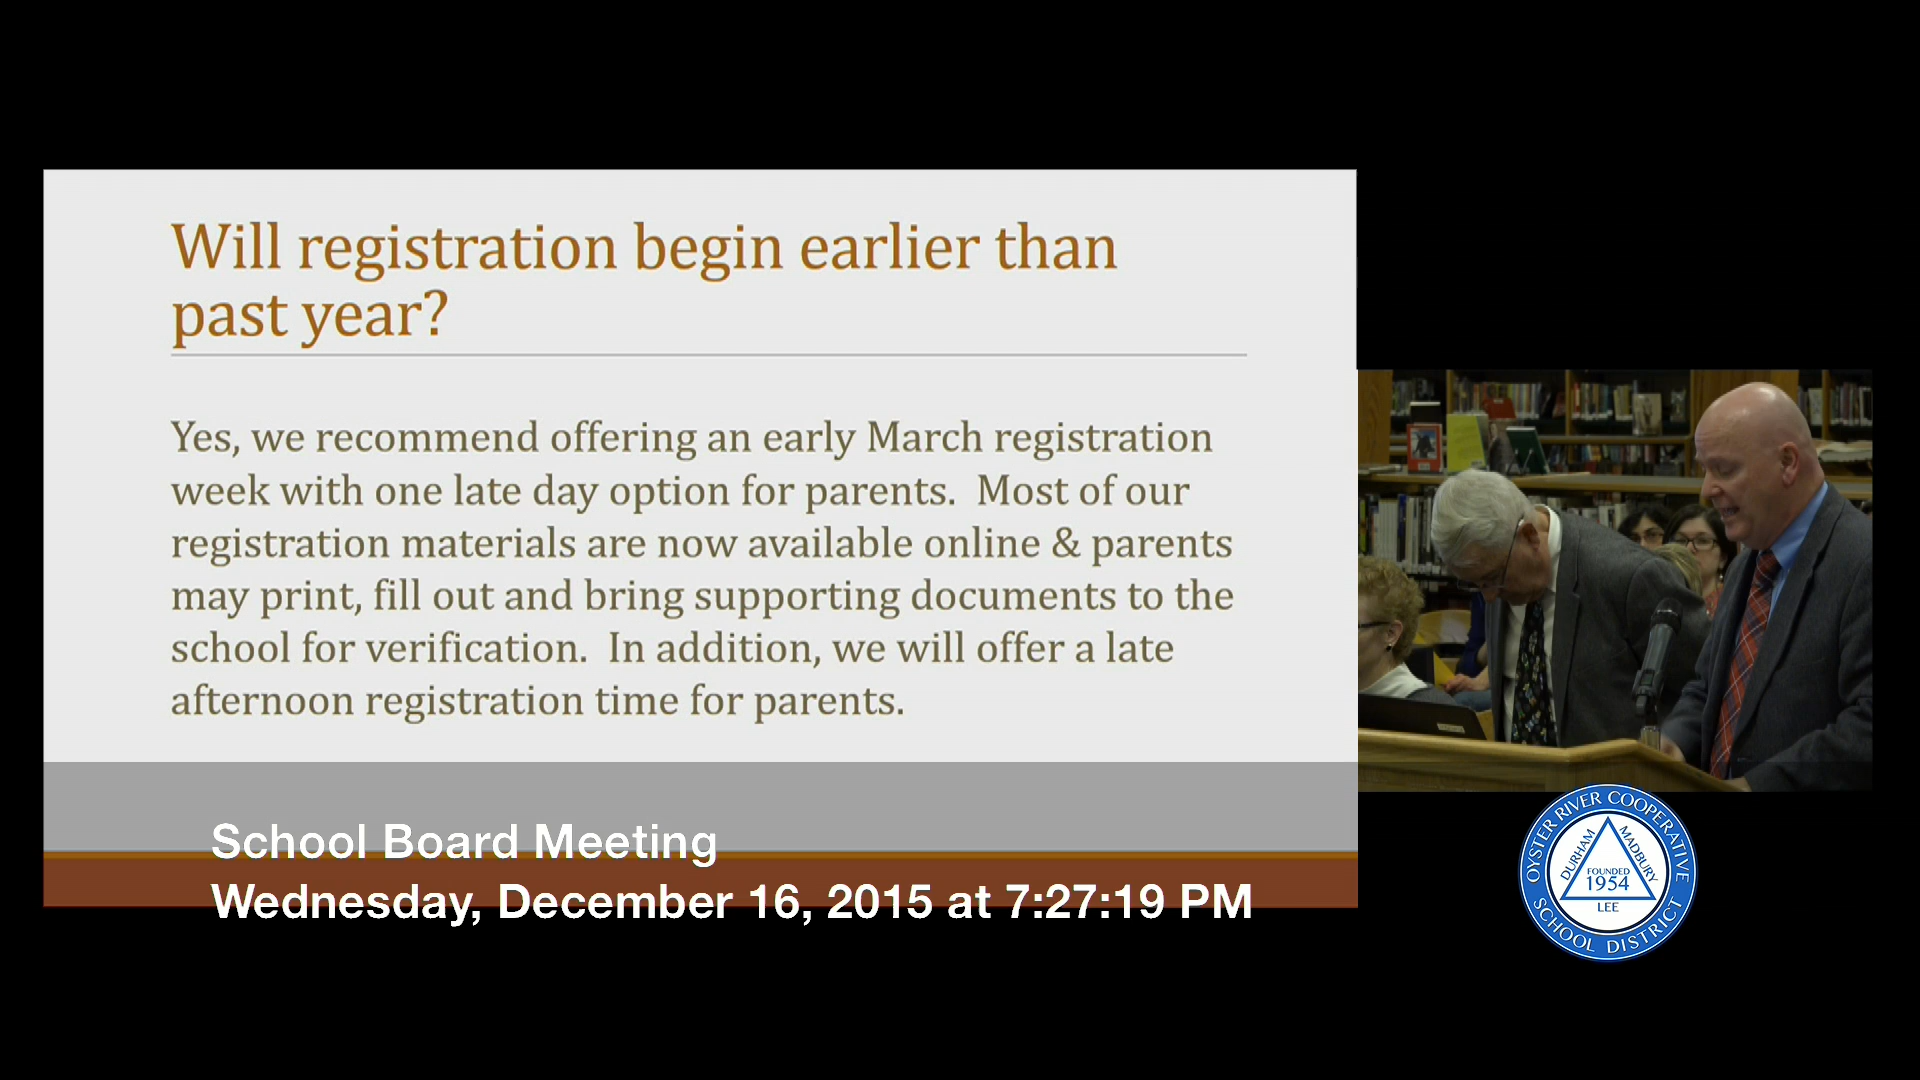 Will registration begin earlier than
past year?
Yes, we recommend offering an early March registration
week with one late day option for parents.  Most of our
registration materials are now available online & parents
may print, fill out and bring supporting documents to the
school for verification.  In addition, we will offer a late
afternoon registration time for parents.
School Board Meeting
Wednesday, December 16, 2015 at 7:27:19 PM
OYSTER RIVER COOPERATIVE
DURHAM
MADBURY
FOUNDED
1954
LEE
SCHOOL DISTRICT